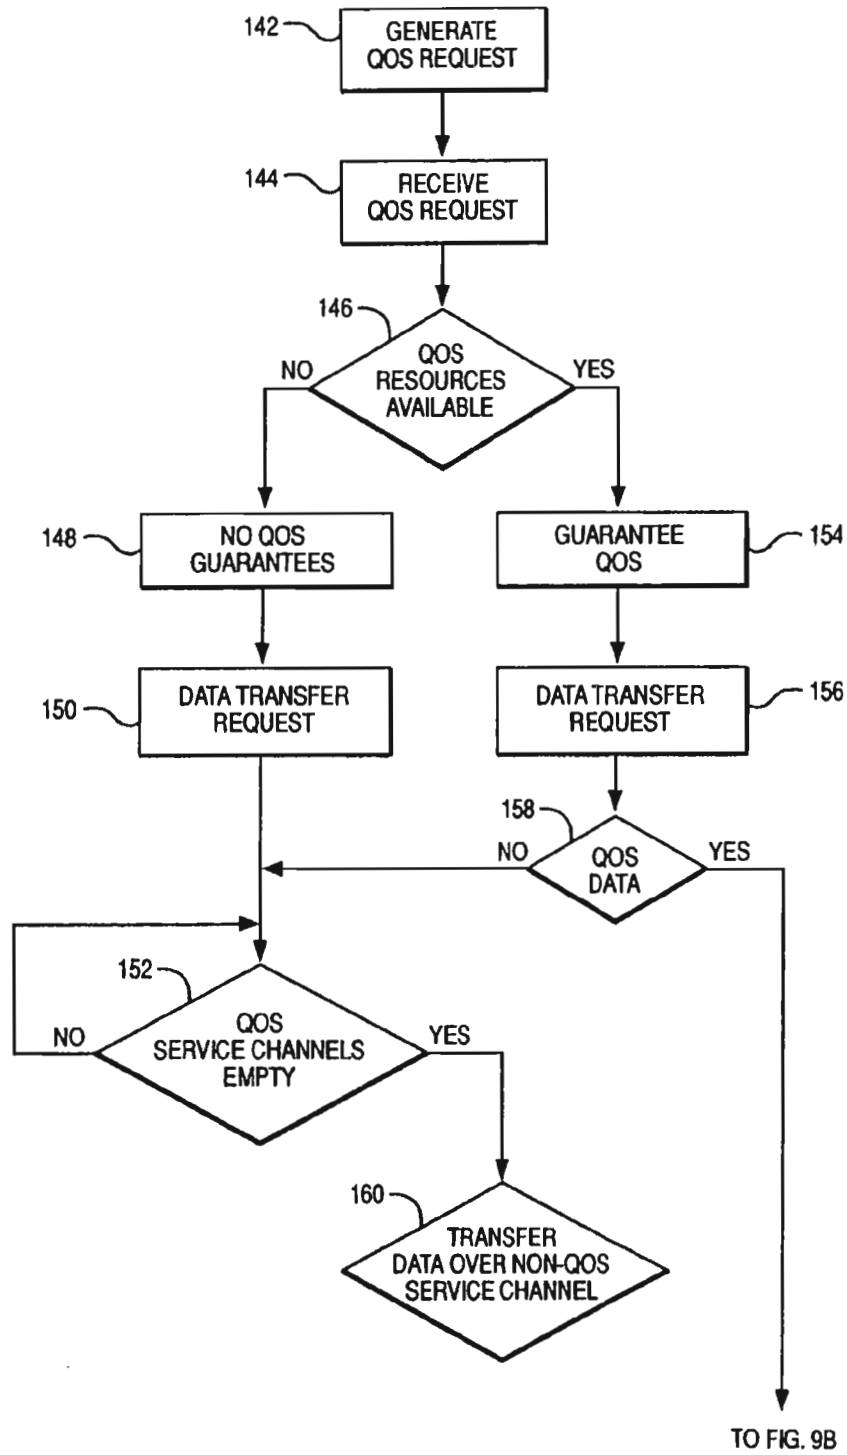 142
GENERATE
QOS REQUEST
144
RECEIVE
QOS REQUEST
146
QOS
RESOURCES
AVAILABLE
NO
YES
148
NO QOS
GUARANTEES
GUARANTEE
QOS
154
150
DATA TRANSFER
REQUEST
DATA TRANSFER
REQUEST
156
158
NO
QOS
DATA
YES
152
NO
QOS
SERVICE CHANNELS
EMPTY
YES
160
TRANSFER
DATA OVER NON-QOS
SERVICE CHANNEL
TO FIG. 9B